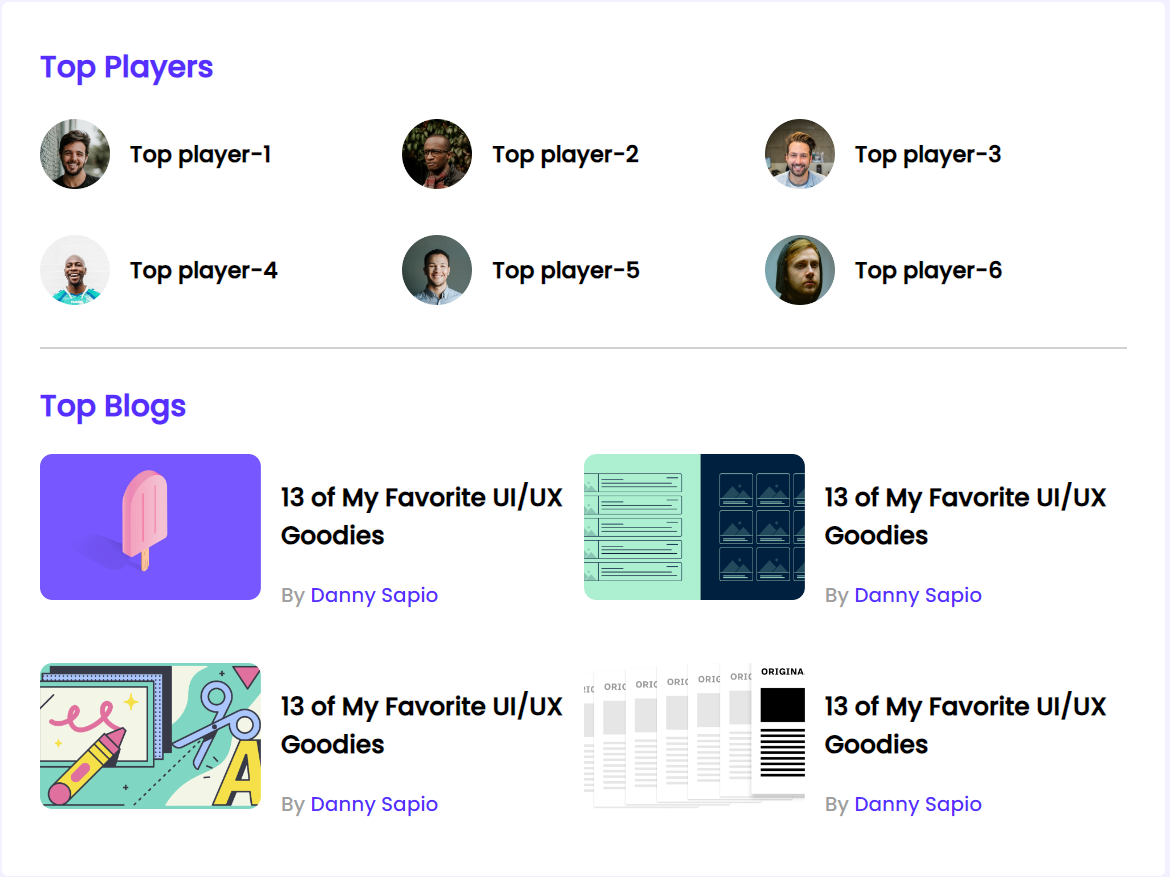 Top Players
Top player-1
Top player-2
Top player-3
Top player-4
Top player-5
Top player-6
Top Blogs
13 of My Favorite UI/UX
Goodies
By Danny Sapio
13 of My Favorite UI/UX
Goodies
By Danny Sapio
A
13 of My Favorite UI/UX
Goodies
By Danny Sapio
ORIG
ORIG
ORIG
ORIG
ORIG
ORIGINA
13 of My Favorite UI/UX
Goodies
By Danny Sapio